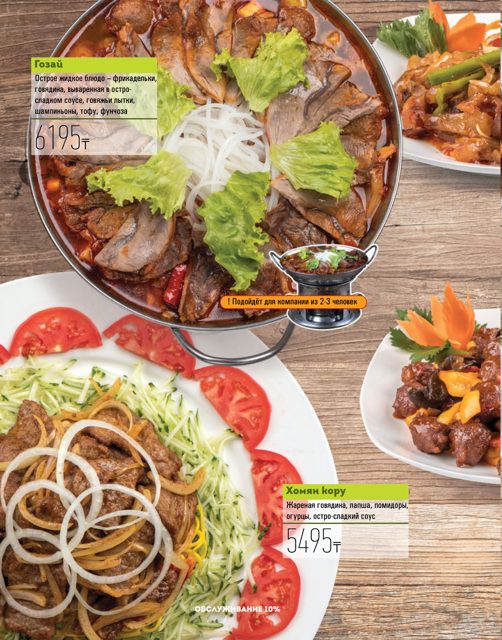 Гозай
Острое жидкое блюдо – фрикадельки,
говядина, вываренная в остро-
сладком соусе, говяжьи пытки,
шампиньоны, тофу, фунчоза
6195₸
! Подойдёт для компании из 2-3 человек
Хомян кору
Жареная говядина, лапша, помидоры,
огурцы, остро-сладкий соус
5495₸
ОБСЛУЖИВАНИЕ 10%